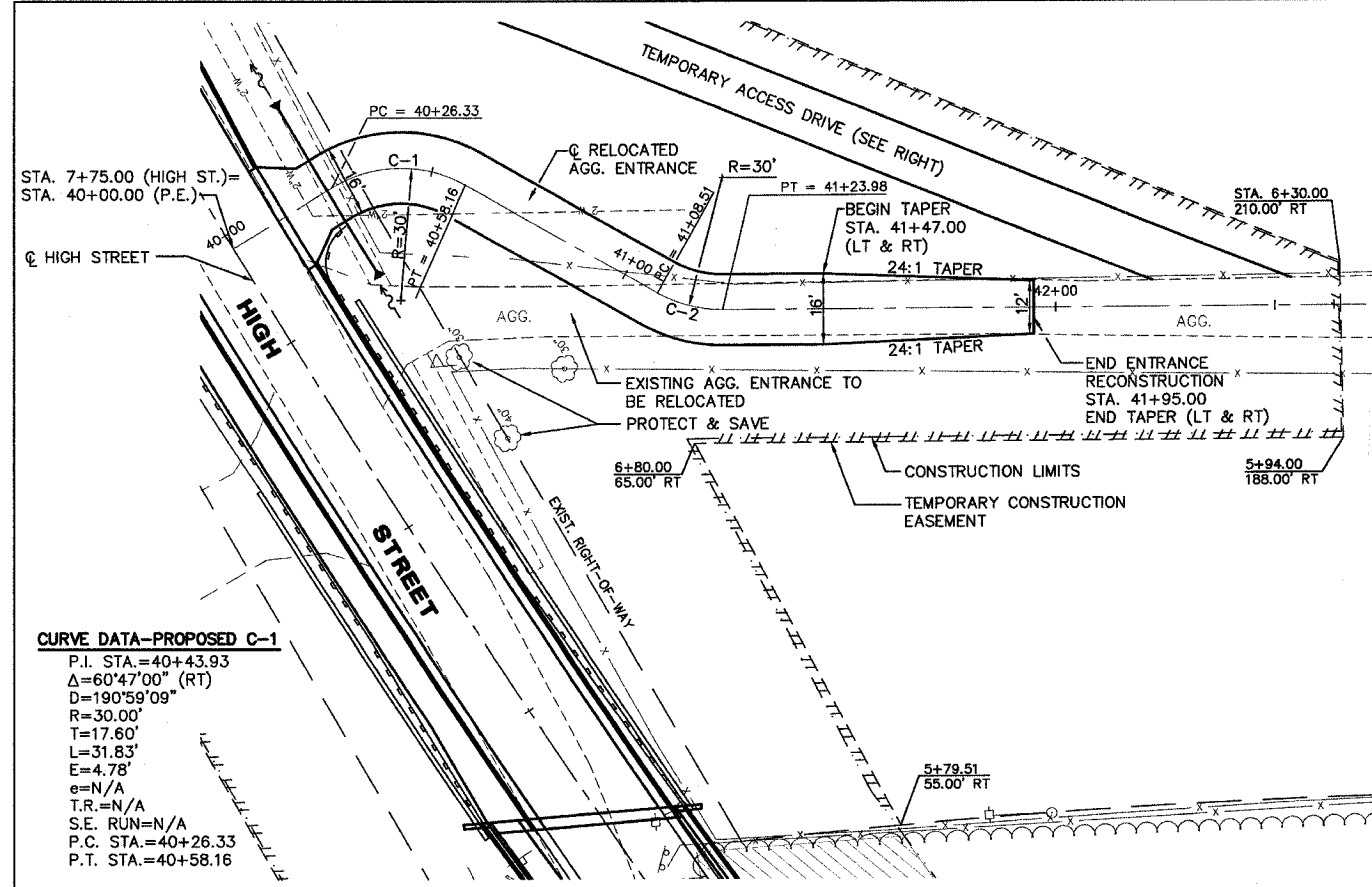 TEMPORARY ACCESS DRIVE (SEE RIGHT)
2"W
PC = 40+26.33
C-1
℄ RELOCATED
AGG. ENTRANCE
R=30'
PT = 41+23.98
STA. 6+30.00
210.00' RT
STA. 7+75.00 (HIGH ST.)=
STA. 40+00.00 (P.E.)
16'
2"W
BEGIN TAPER
STA. 41+47.00
(LT & RT)
40+00
℄ HIGH STREET
R=30'
PT = 40+58.16
41+00
PC = 41+08.51
24:1 TAPER
42+00
C-2
16'
12'
AGG.
AGG.
24:1 TAPER
50"
30"
40"
EXISTING AGG. ENTRANCE TO
BE RELOCATED
PROTECT & SAVE
END ENTRANCE
RECONSTRUCTION
STA. 41+95.00
END TAPER (LT & RT)
6+80.00
65.00' RT
CONSTRUCTION LIMITS
TEMPORARY CONSTRUCTION
EASEMENT
5+94.00
188.00' RT
HIGH
STREET
EXIST. RIGHT-OF-WAY
CURVE DATA-PROPOSED C-1
P.I. STA.=40+43.93
Δ=60°47'00" (RT)
D=190°59'09"
R=30.00'
T=17.60'
L=31.83'
E=4.78'
e=N/A
T.R.=N/A
S.E. RUN=N/A
P.C. STA.=40+26.33
P.T. STA.=40+58.16
5+79.51
55.00' RT